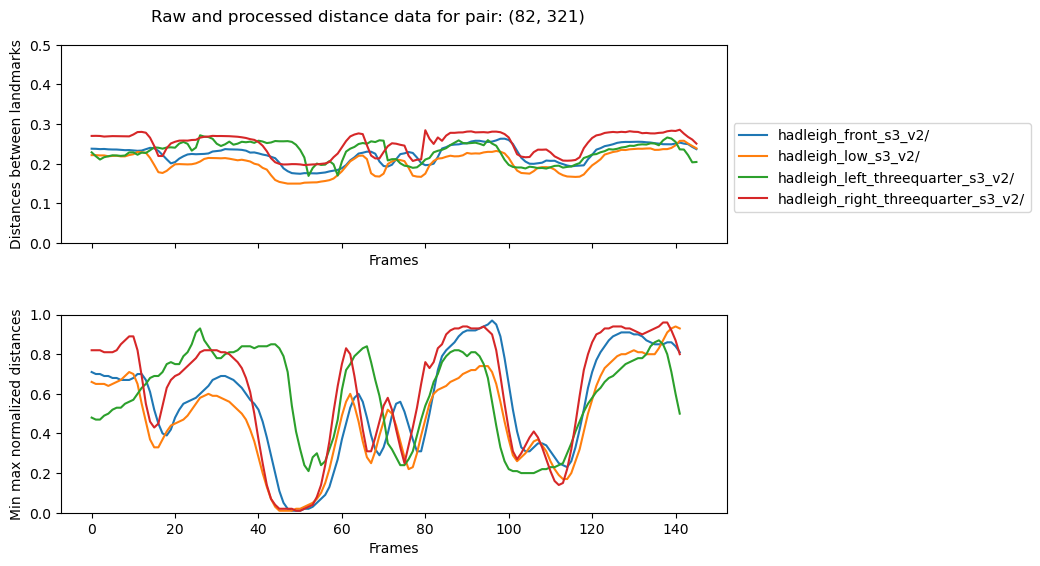 Raw and processed distance data for pair: (82, 321)
Distances between landmarks
0.5
0.4
0.3
0.2
0.1
0.0
Frames
hadleigh_front_s3_v2/
hadleigh_low_s3_v2/
hadleigh_left_threequarter_s3_v2/
hadleigh_right_threequarter_s3_v2/
Min max normalized distances
1.0
0.8
0.6
0.4
0.2
0.0
0 20 40 60 80 100 120 140
Frames